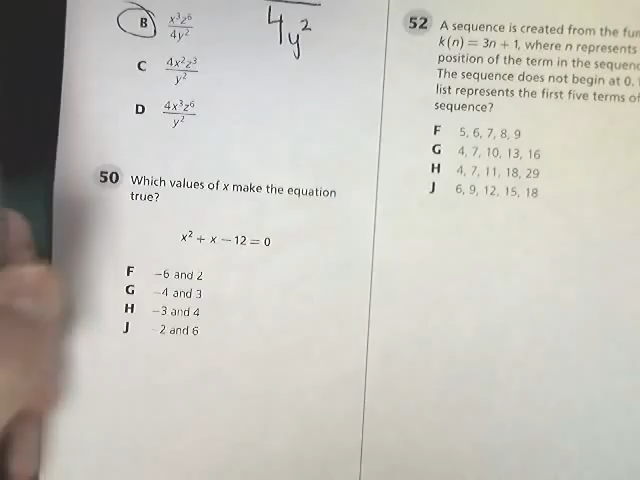 B x³z⁶/4y²
4y²
C 4x²z³/y²
D 4x³z⁶/y²
50 Which values of x make the equation
true?
x² + x − 12 = 0
F −6 and 2
G −4 and 3
H −3 and 4
J −2 and 6
52 A sequence is created from the
k(n) = 3n + 1, where n represents
position of the term in the
The sequence does not begin at 0.
list represents the first five terms of
sequence?
F 5, 6, 7, 8, 9
G 4, 7, 10, 13, 16
H 4, 7, 11, 18, 29
J 6, 9, 12, 15, 18